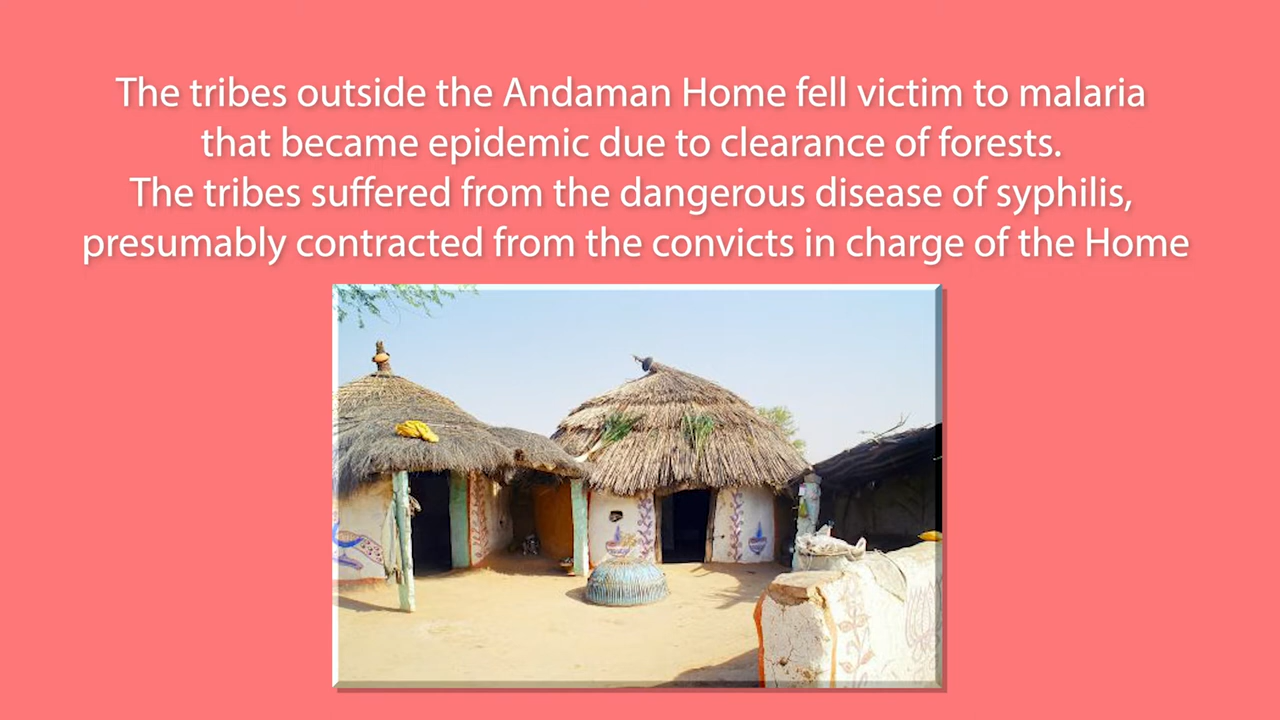 The tribes outside the Andaman Home fell victim to malaria
that became epidemic due to clearance of forests.
The tribes suffered from the dangerous disease of syphilis,
presumably contracted from the convicts in charge of the Home